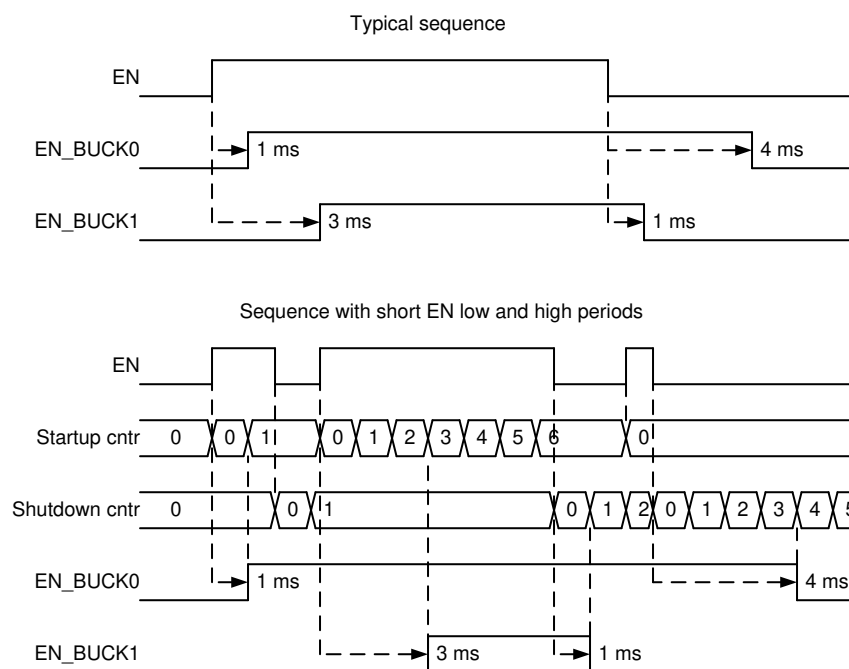 Typical sequence
EN
EN_BUCK0 1 ms 4 ms
EN_BUCK1 3 ms 1 ms
Sequence with short EN low and high periods
EN
Startup cntr 0 0 1 0 1 2 3 4 5 6 0
Shutdown cntr 0 0 1 0 1 2 0 1 2 3 4 5
EN_BUCK0 1 ms 4 ms
EN_BUCK1 3 ms 1 ms